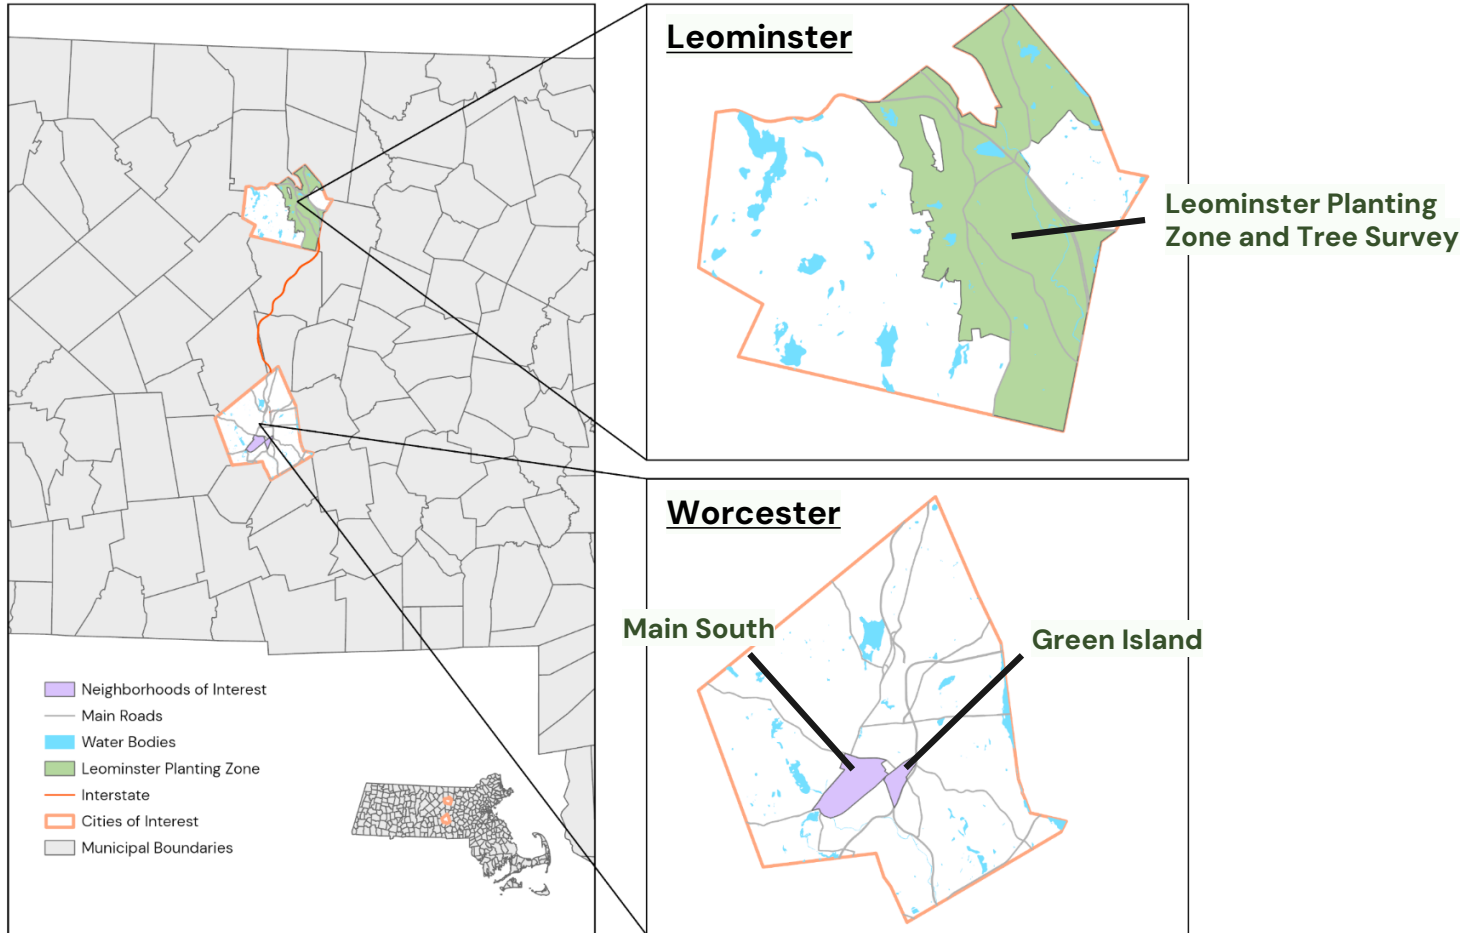 Leominster
Leominster Planting
Zone and Tree Survey
Worcester
Main South
Green Island
Neighborhoods of Interest
Main Roads
Water Bodies
Leominster Planting Zone
Interstate
Cities of Interest
Municipal Boundaries